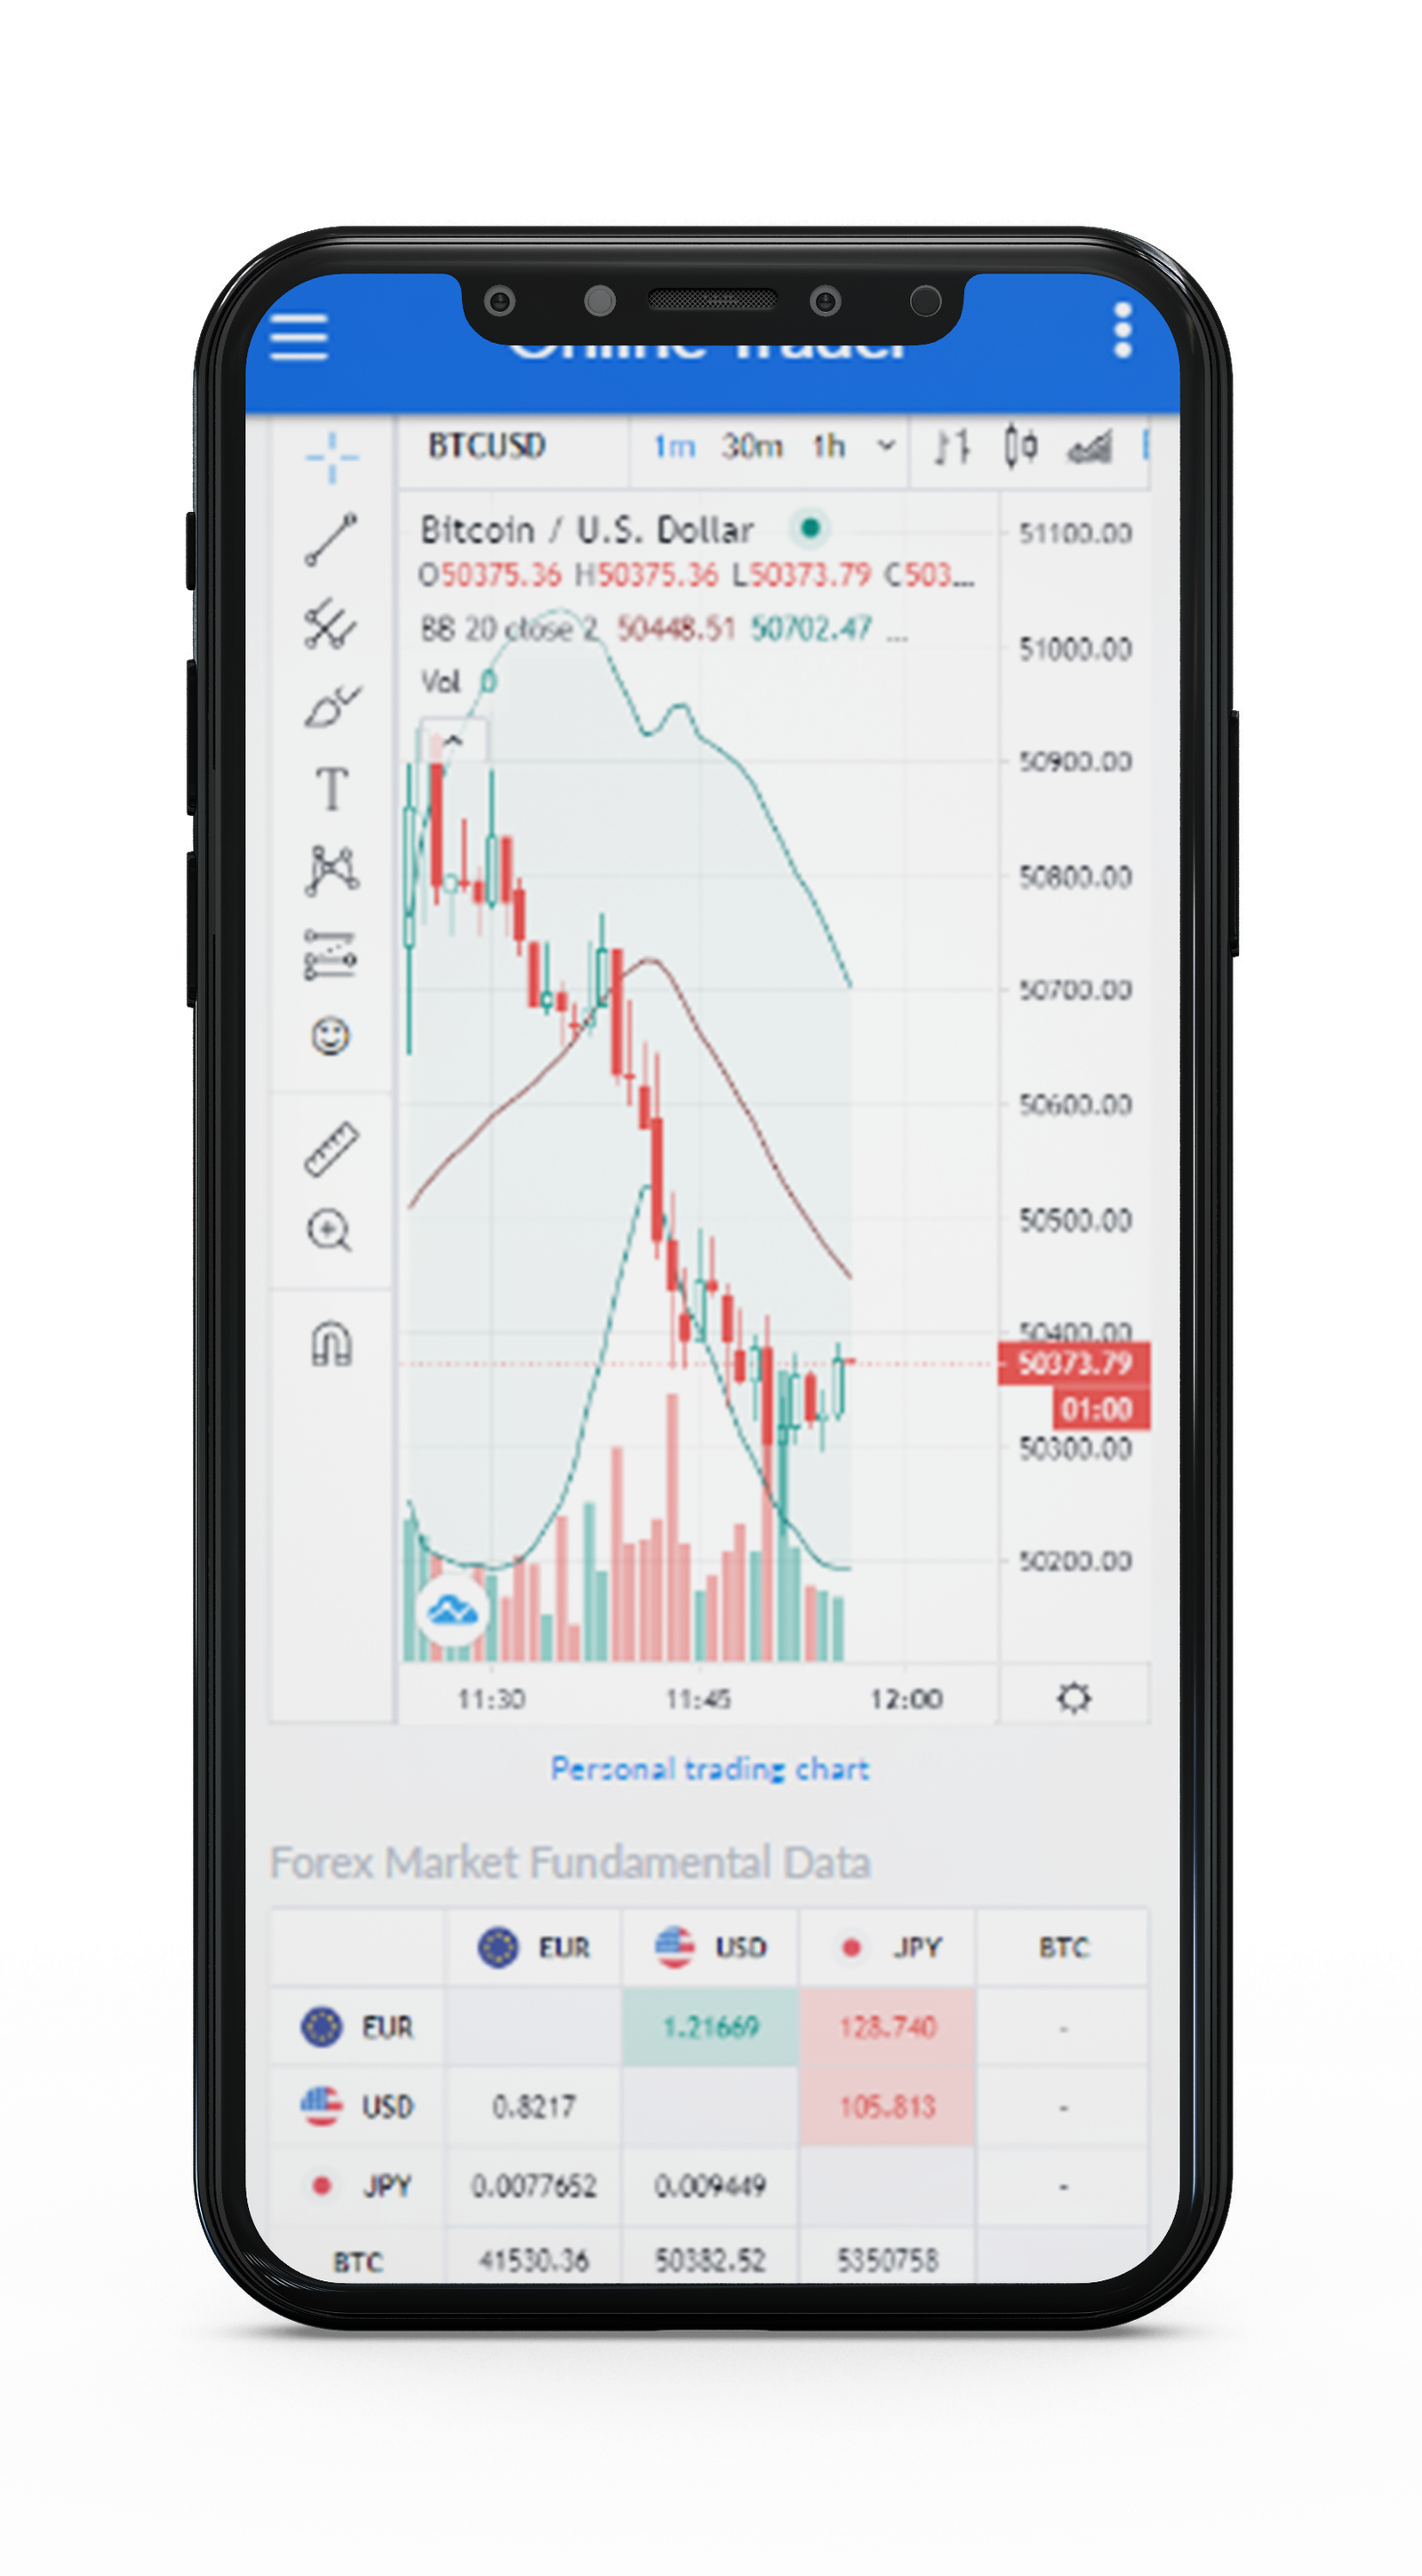 Online Trader
BTCUSD 1m 30m 1h
Bitcoin / U.S. Dollar
O50375.36 H50375.36 L50373.79 C503...
BB 20 close 2 50448.51 50702.47 ...
Vol 0
51100.00
51000.00
50900.00
50800.00
50700.00
50600.00
50500.00
50400.00
50373.79
01:00
50300.00
50200.00
11:30 11:45 12:00
Personal trading chart
Forex Market Fundamental Data
EUR USD JPY BTC
EUR 1.21669 128.740 -
USD 0.8217 105.813 -
JPY 0.0077652 0.009449 -
BTC 41530.36 50382.52 5350758